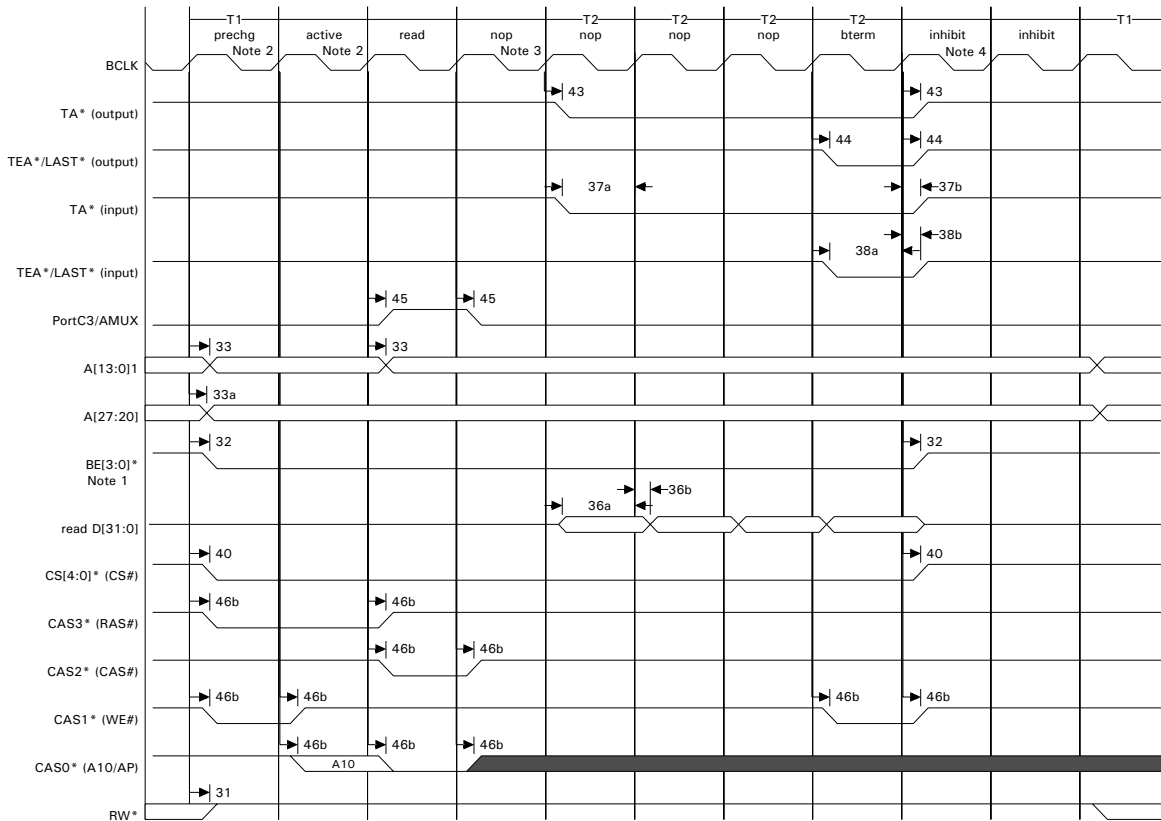 T1 T2 T2 T2 T2 T1
prechg active read nop nop nop nop bterm inhibit inhibit
Note 2 Note 2 Note 3 Note 4
BCLK
43 43
TA* (output)
44 44
TEA*/LAST* (output)
37a 37b
TA* (input)
38b
38a
TEA*/LAST* (input)
45 45
PortC3/AMUX
33 33
A[13:0]1
33a
A[27:20]
32 32
BE[3:0]*
Note 1
36b
36a
read D[31:0]
40 40
CS[4:0]* (CS#)
46b 46b
CAS3* (RAS#)
46b 46b
CAS2* (CAS#)
46b 46b 46b 46b
CAS1* (WE#)
46b 46b 46b
CAS0* (A10/AP) A10
31
RW*